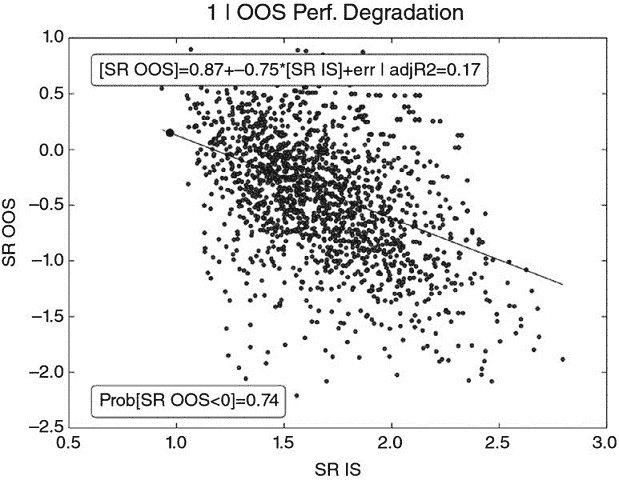 1 | OOS Perf. Degradation
1.0
[SR OOS]=0.87+−0.75*[SR IS]+err | adjR2=0.17
0.5
0.0
−0.5
SR OOS
−1.0
−1.5
−2.0
Prob[SR OOS<0]=0.74
−2.5
0.5 1.0 1.5 2.0 2.5 3.0
SR IS